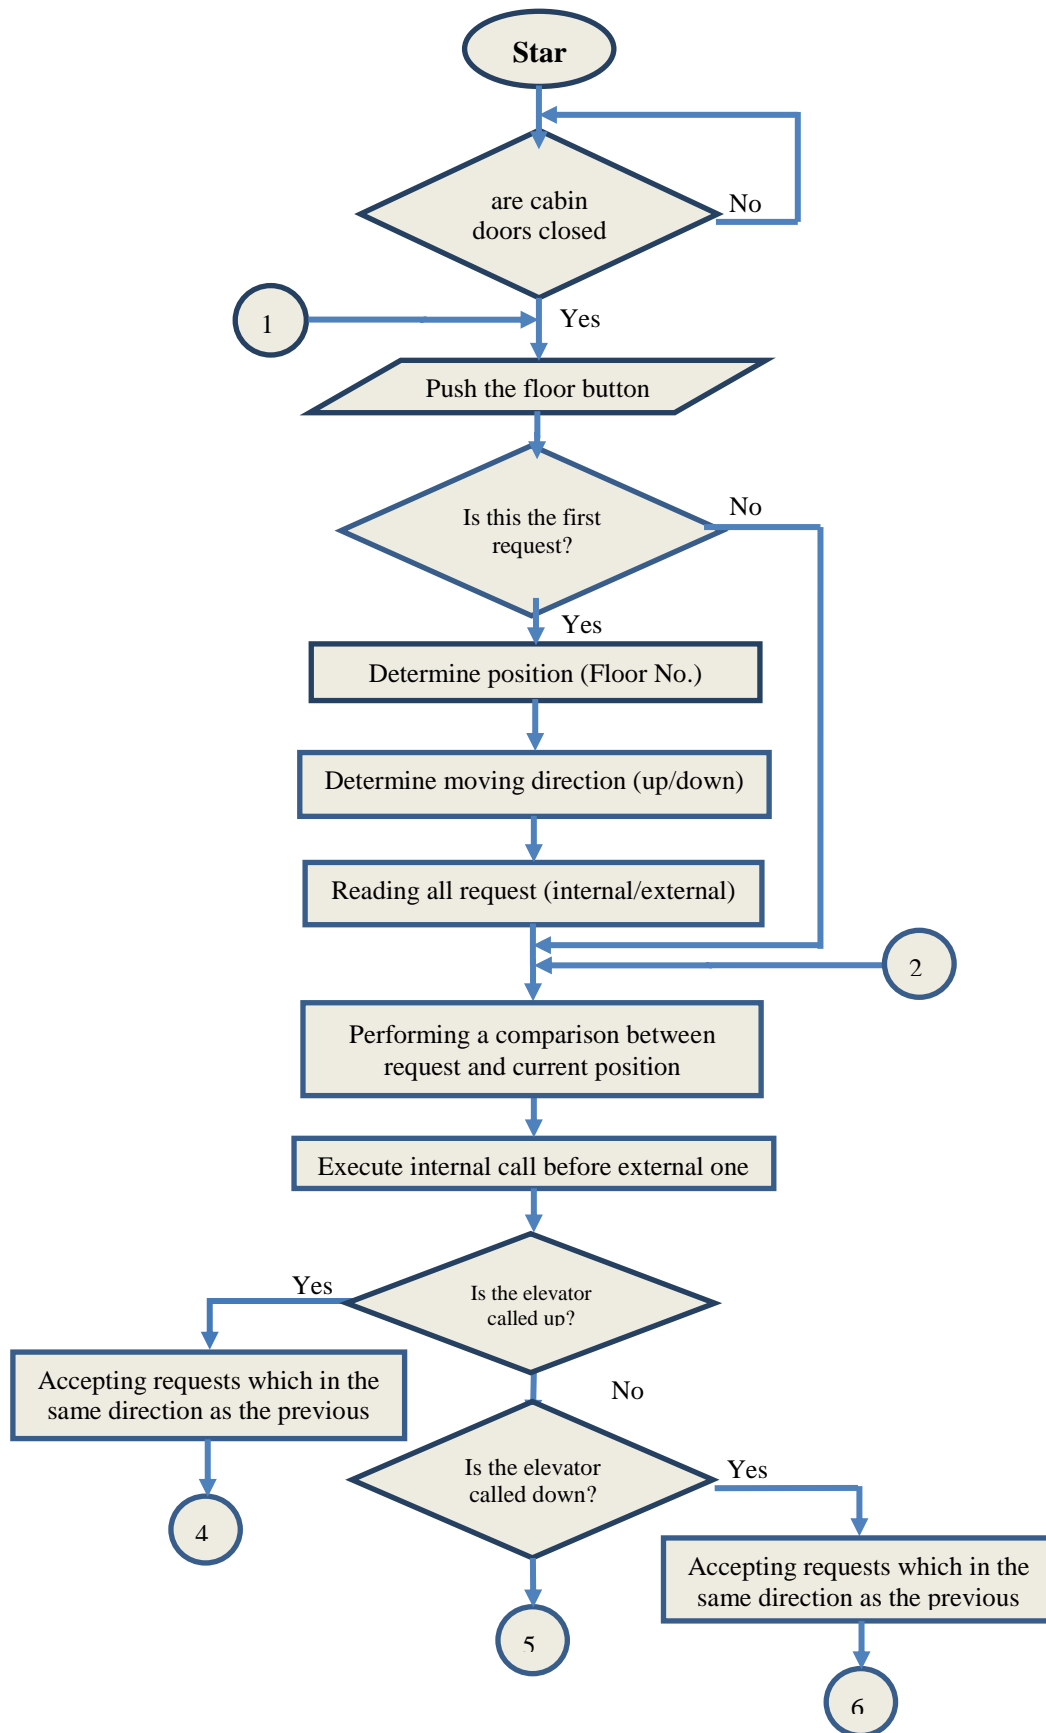 Star
are cabin
doors closed
No
1
Yes
Push the floor button
No
Is this the first
request?
Yes
Determine position (Floor No.)
Determine moving direction (up/down)
Reading all request (internal/external)
2
Performing a comparison between
request and current position
Execute internal call before external one
Yes
Is the elevator
called up?
Accepting requests which in the
same direction as the previous
No
Is the elevator
called down?
Yes
4
Accepting requests which in the
same direction as the previous
5
6